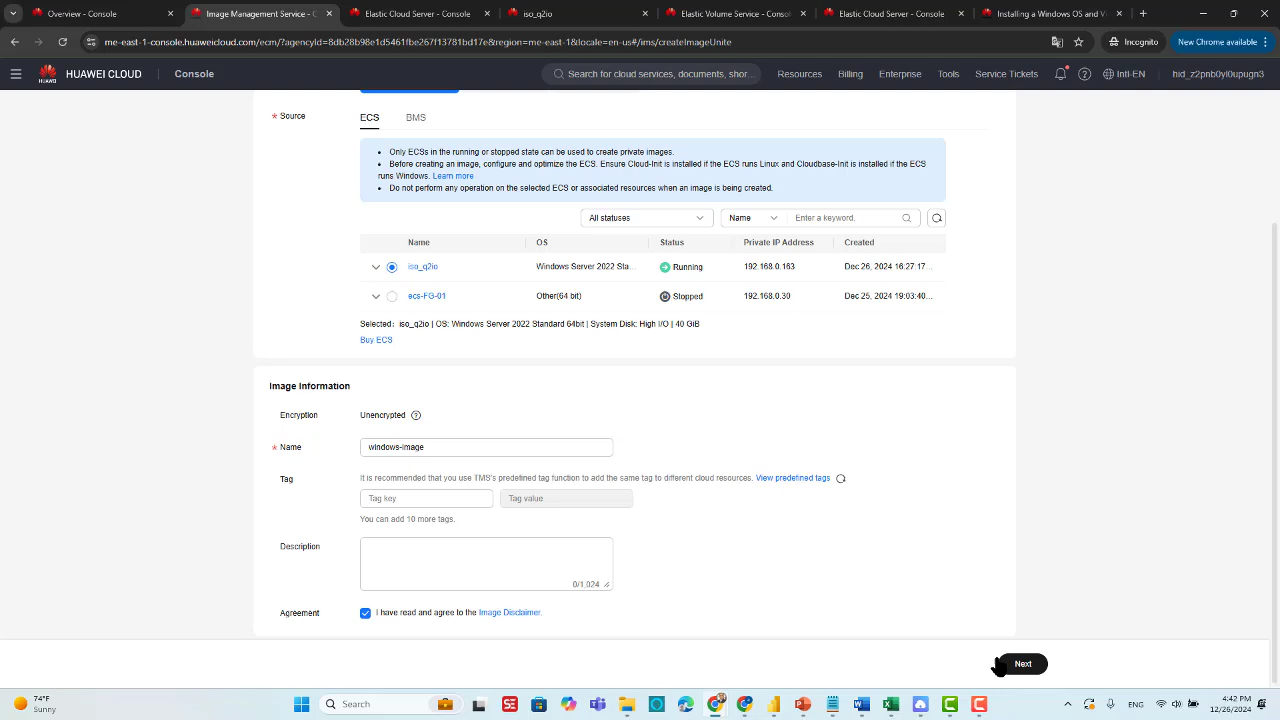 Overview - Console
Image Management Service - C
Elastic Cloud Server - Console
iso_q2io
Elastic Volume Service - Console
Elastic Cloud Server - Console
Installing a Windows OS and V
me-east-1-console.huaweicloud.com/ecm/?agencyId=8db28b98e1d5461fbe267f13781bd17e&region=me-east-1&locale=en-us#/ims/createImageUnite
Incognito
New Chrome available
HUAWEI
HUAWEI CLOUD
Console
Search for cloud services, documents, shor
Resources
Billing
Enterprise
Tools
Service Tickets
Intl-EN
hid_z2pnb0yl0upugn3
* Source
ECS
BMS
• Only ECSs in the running or stopped state can be used to create private images.
• Before creating an image, configure and optimize the ECS. Ensure Cloud-Init is installed if the ECS runs Linux and Cloudbase-Init is installed if the ECS
runs Windows. Learn more
• Do not perform any operation on the selected ECS or associated resources when an image is being created.
All statuses
Name
Enter a keyword.
Name OS Status Private IP Address Created
iso_q2io Windows Server 2022 Sta... Running 192.168.0.163 Dec 26, 2024 16:27:17...
ecs-FG-01 Other(64 bit) Stopped 192.168.0.30 Dec 25, 2024 19:03:40...
Selected: iso_q2io | OS: Windows Server 2022 Standard 64bit | System Disk: High I/O | 40 GiB
Buy ECS
Image Information
Encryption Unencrypted
* Name windows-image
Tag It is recommended that you use TMS's predefined tag function to add the same tag to different cloud resources. View predefined tags
Tag key Tag value
You can add 10 more tags.
Description
0/1,024
Agreement I have read and agree to the Image Disclaimer.
Next
74°F
Sunny
Search
SE
ENG
4:42 PM
12/26/2024